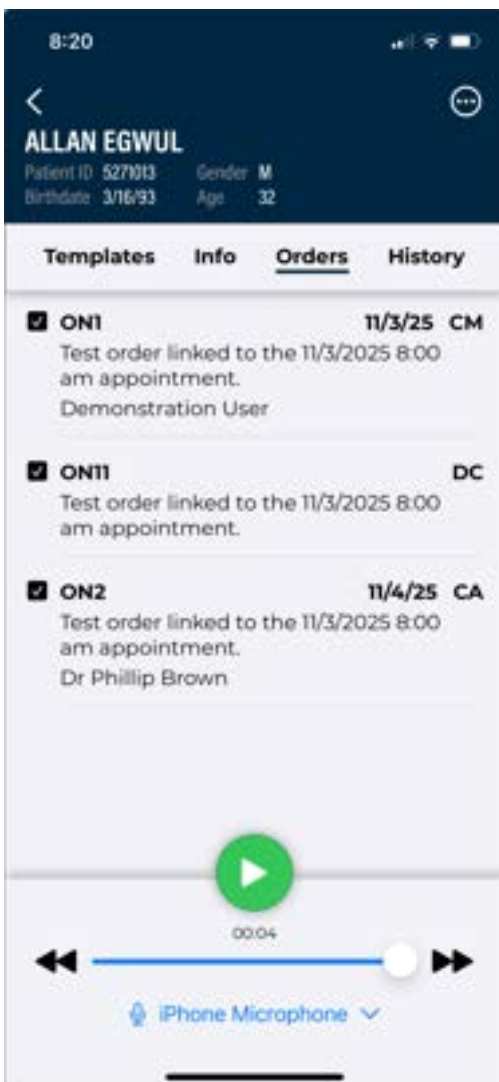 8:20
ALLAN EGWUL
Patient ID 5271013 Gender M
Birthdate 3/16/93 Age 32
Templates Info Orders History
ON1 11/3/25 CM
Test order linked to the 11/3/2025 8:00
am appointment.
Demonstration User
ON11 DC
Test order linked to the 11/3/2025 8:00
am appointment.
ON2 11/4/25 CA
Test order linked to the 11/3/2025 8:00
am appointment.
Dr Phillip Brown
00:04
iPhone Microphone